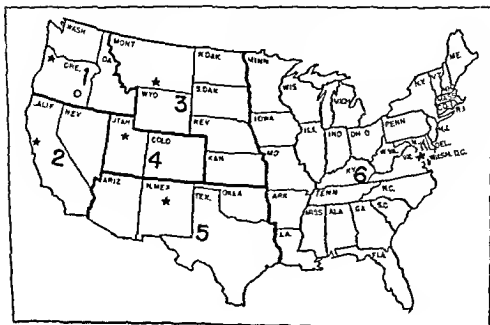 WASH
MONT
N.DAK
MINN
ME.
ORE.
1
IDA
S.DAK
WIS.
MICH
N.Y.
V.T.
WYO
3
IOWA
PENN
CALIF
NEV.
UTAH
NEV.
ILL
IND
OHIO
N.J.
2
COLO
4
KAN
MO
W.VA.
VA.
DEL.
WASH. D.C.
KY
6
ARIZ
N.MEX
OKLA
ARK
TENN
N.C.
TEX.
5
MISS
ALA
GA.
S.C.
LA.
FLA.